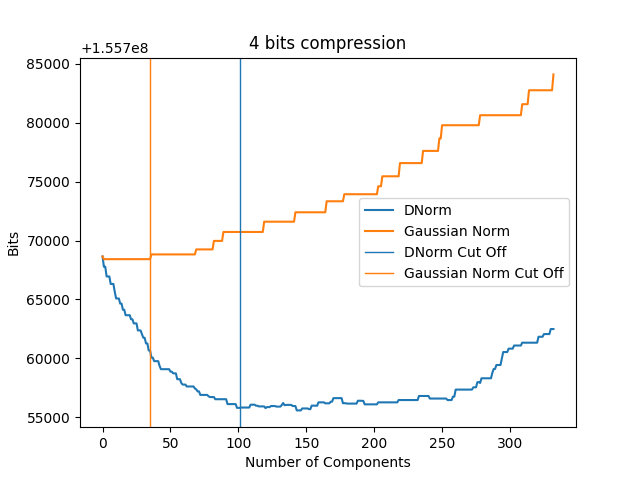 4 bits compression
+1.557e8
85000
80000
75000
70000
65000
60000
55000
Bits
DNorm
Gaussian Norm
DNorm Cut Off
Gaussian Norm Cut Off
0 50 100 150 200 250 300
Number of Components